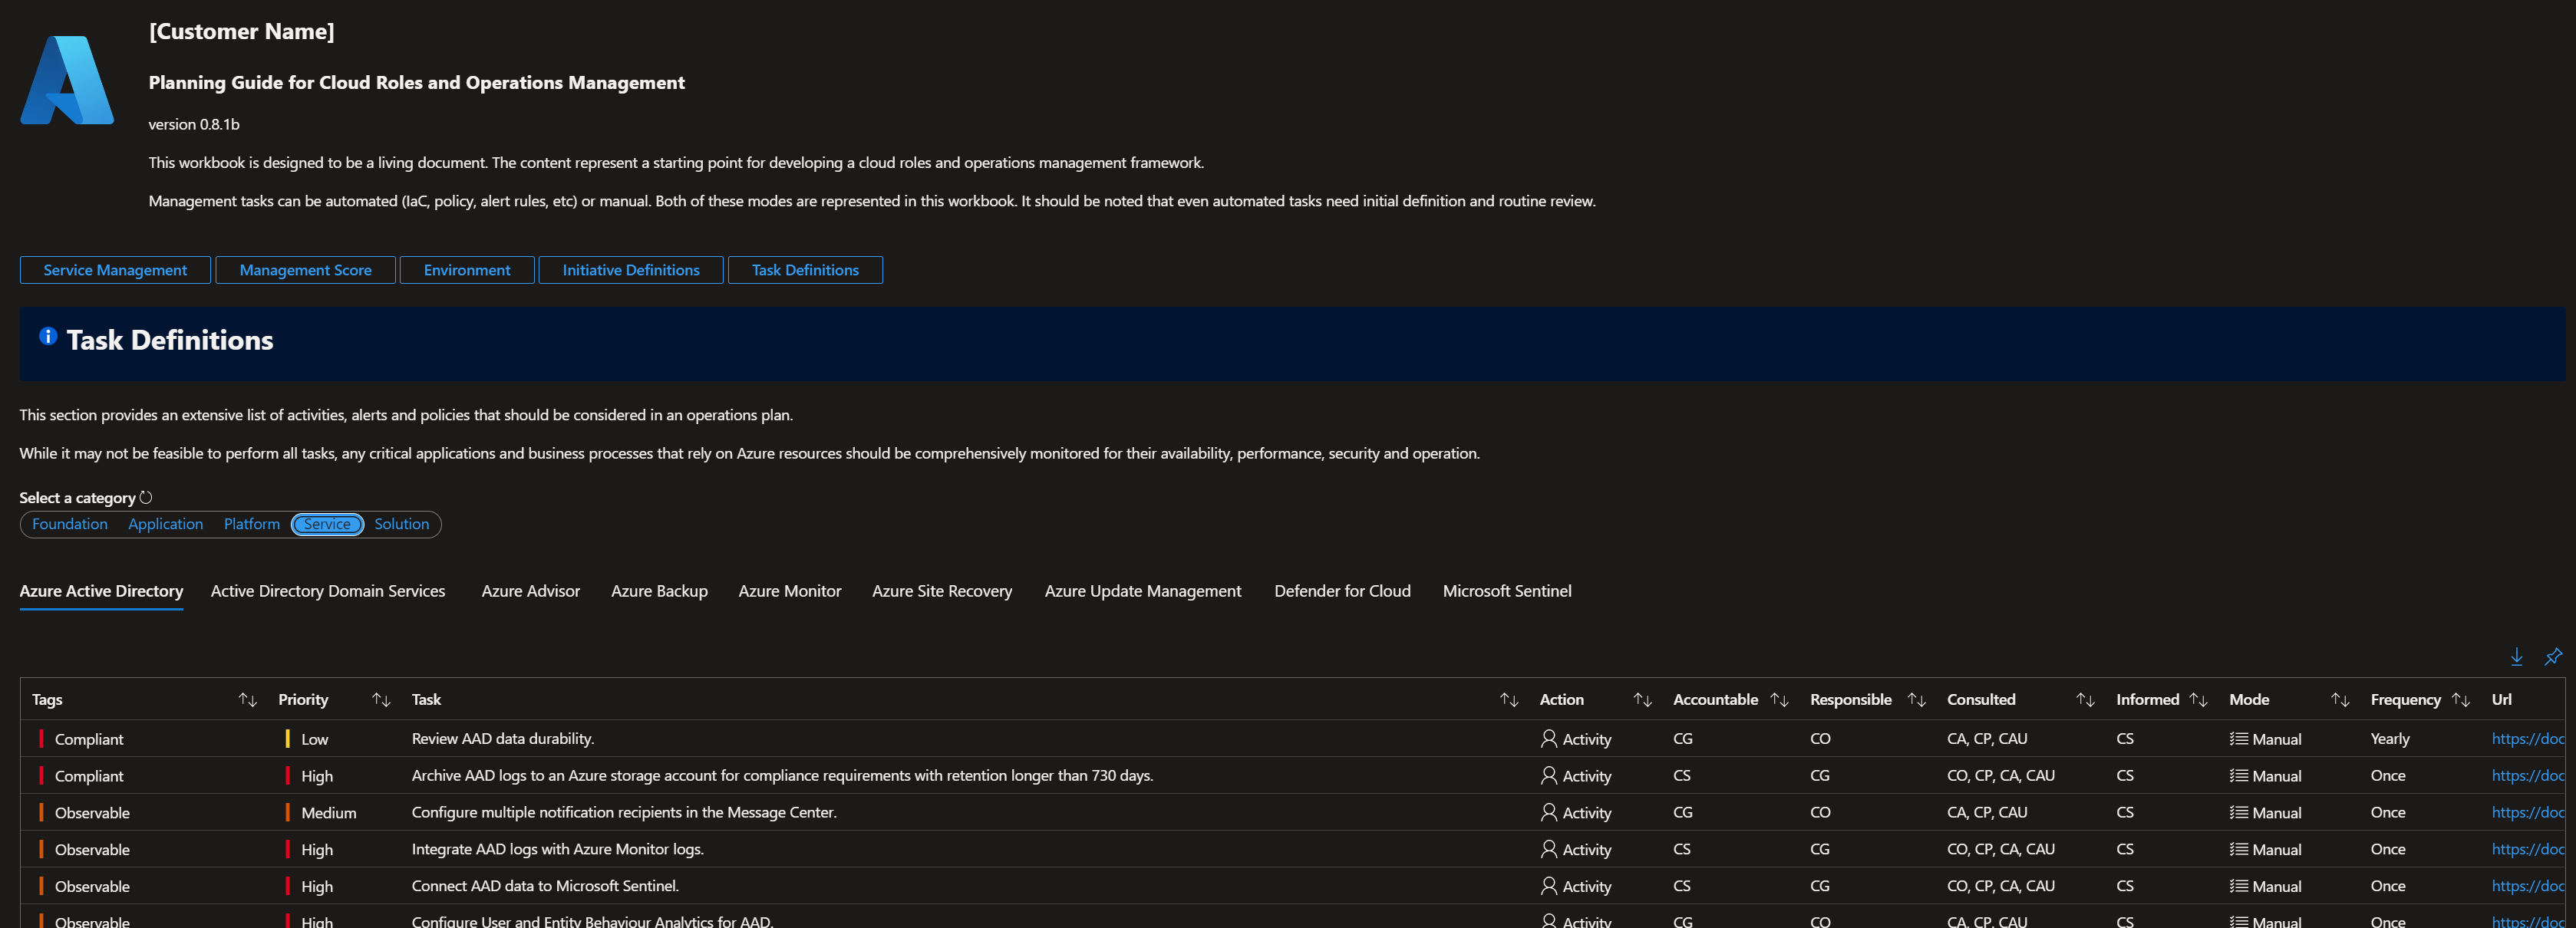 [Customer Name]
Planning Guide for Cloud Roles and Operations Management
version 0.8.1b
This workbook is designed to be a living document. The content represent a starting point for developing a cloud roles and operations management framework.
Management tasks can be automated (IaC, policy, alert rules, etc) or manual. Both of these modes are represented in this workbook. It should be noted that even automated tasks need initial definition and routine review.
Service Management Management Score Environment Initiative Definitions Task Definitions
Task Definitions
This section provides an extensive list of activities, alerts and policies that should be considered in an operations plan.
While it may not be feasible to perform all tasks, any critical applications and business processes that rely on Azure resources should be comprehensively monitored for their availability, performance, security and operation.
Select a category
Foundation Application Platform Service Solution
Azure Active Directory Active Directory Domain Services Azure Advisor Azure Backup Azure Monitor Azure Site Recovery Azure Update Management Defender for Cloud Microsoft Sentinel
Tags Priority Task Action Accountable Responsible Consulted Informed Mode Frequency Url
Compliant Low Review AAD data durability. Activity CG CO CA, CP, CAU CS Manual Yearly https://doc
Compliant High Archive AAD logs to an Azure storage account for compliance requirements with retention longer than 730 days. Activity CS CG CO, CP, CA, CAU CS Manual Once https://doc
Observable Medium Configure multiple notification recipients in the Message Center. Activity CG CO CA, CP, CAU CS Manual Once https://doc
Observable High Integrate AAD logs with Azure Monitor logs. Activity CS CG CO, CP, CA, CAU CS Manual Once https://doc
Observable High Connect AAD data to Microsoft Sentinel. Activity CS CG CO, CP, CA, CAU CS Manual Once https://doc
Observable High Configure User and Entity Behaviour Analytics for AAD. Activity CG CO CA, CP, CAU CS Manual Once https://doc